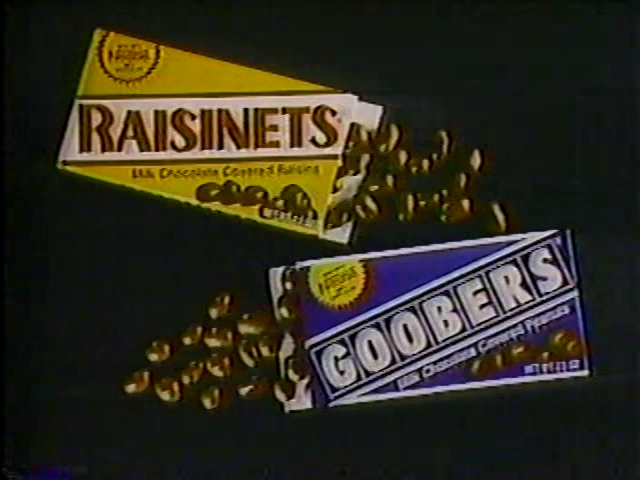 RAISINETS
Milk Chocolate Covered Raisins
GOOBERS
Milk Chocolate Covered Peanuts